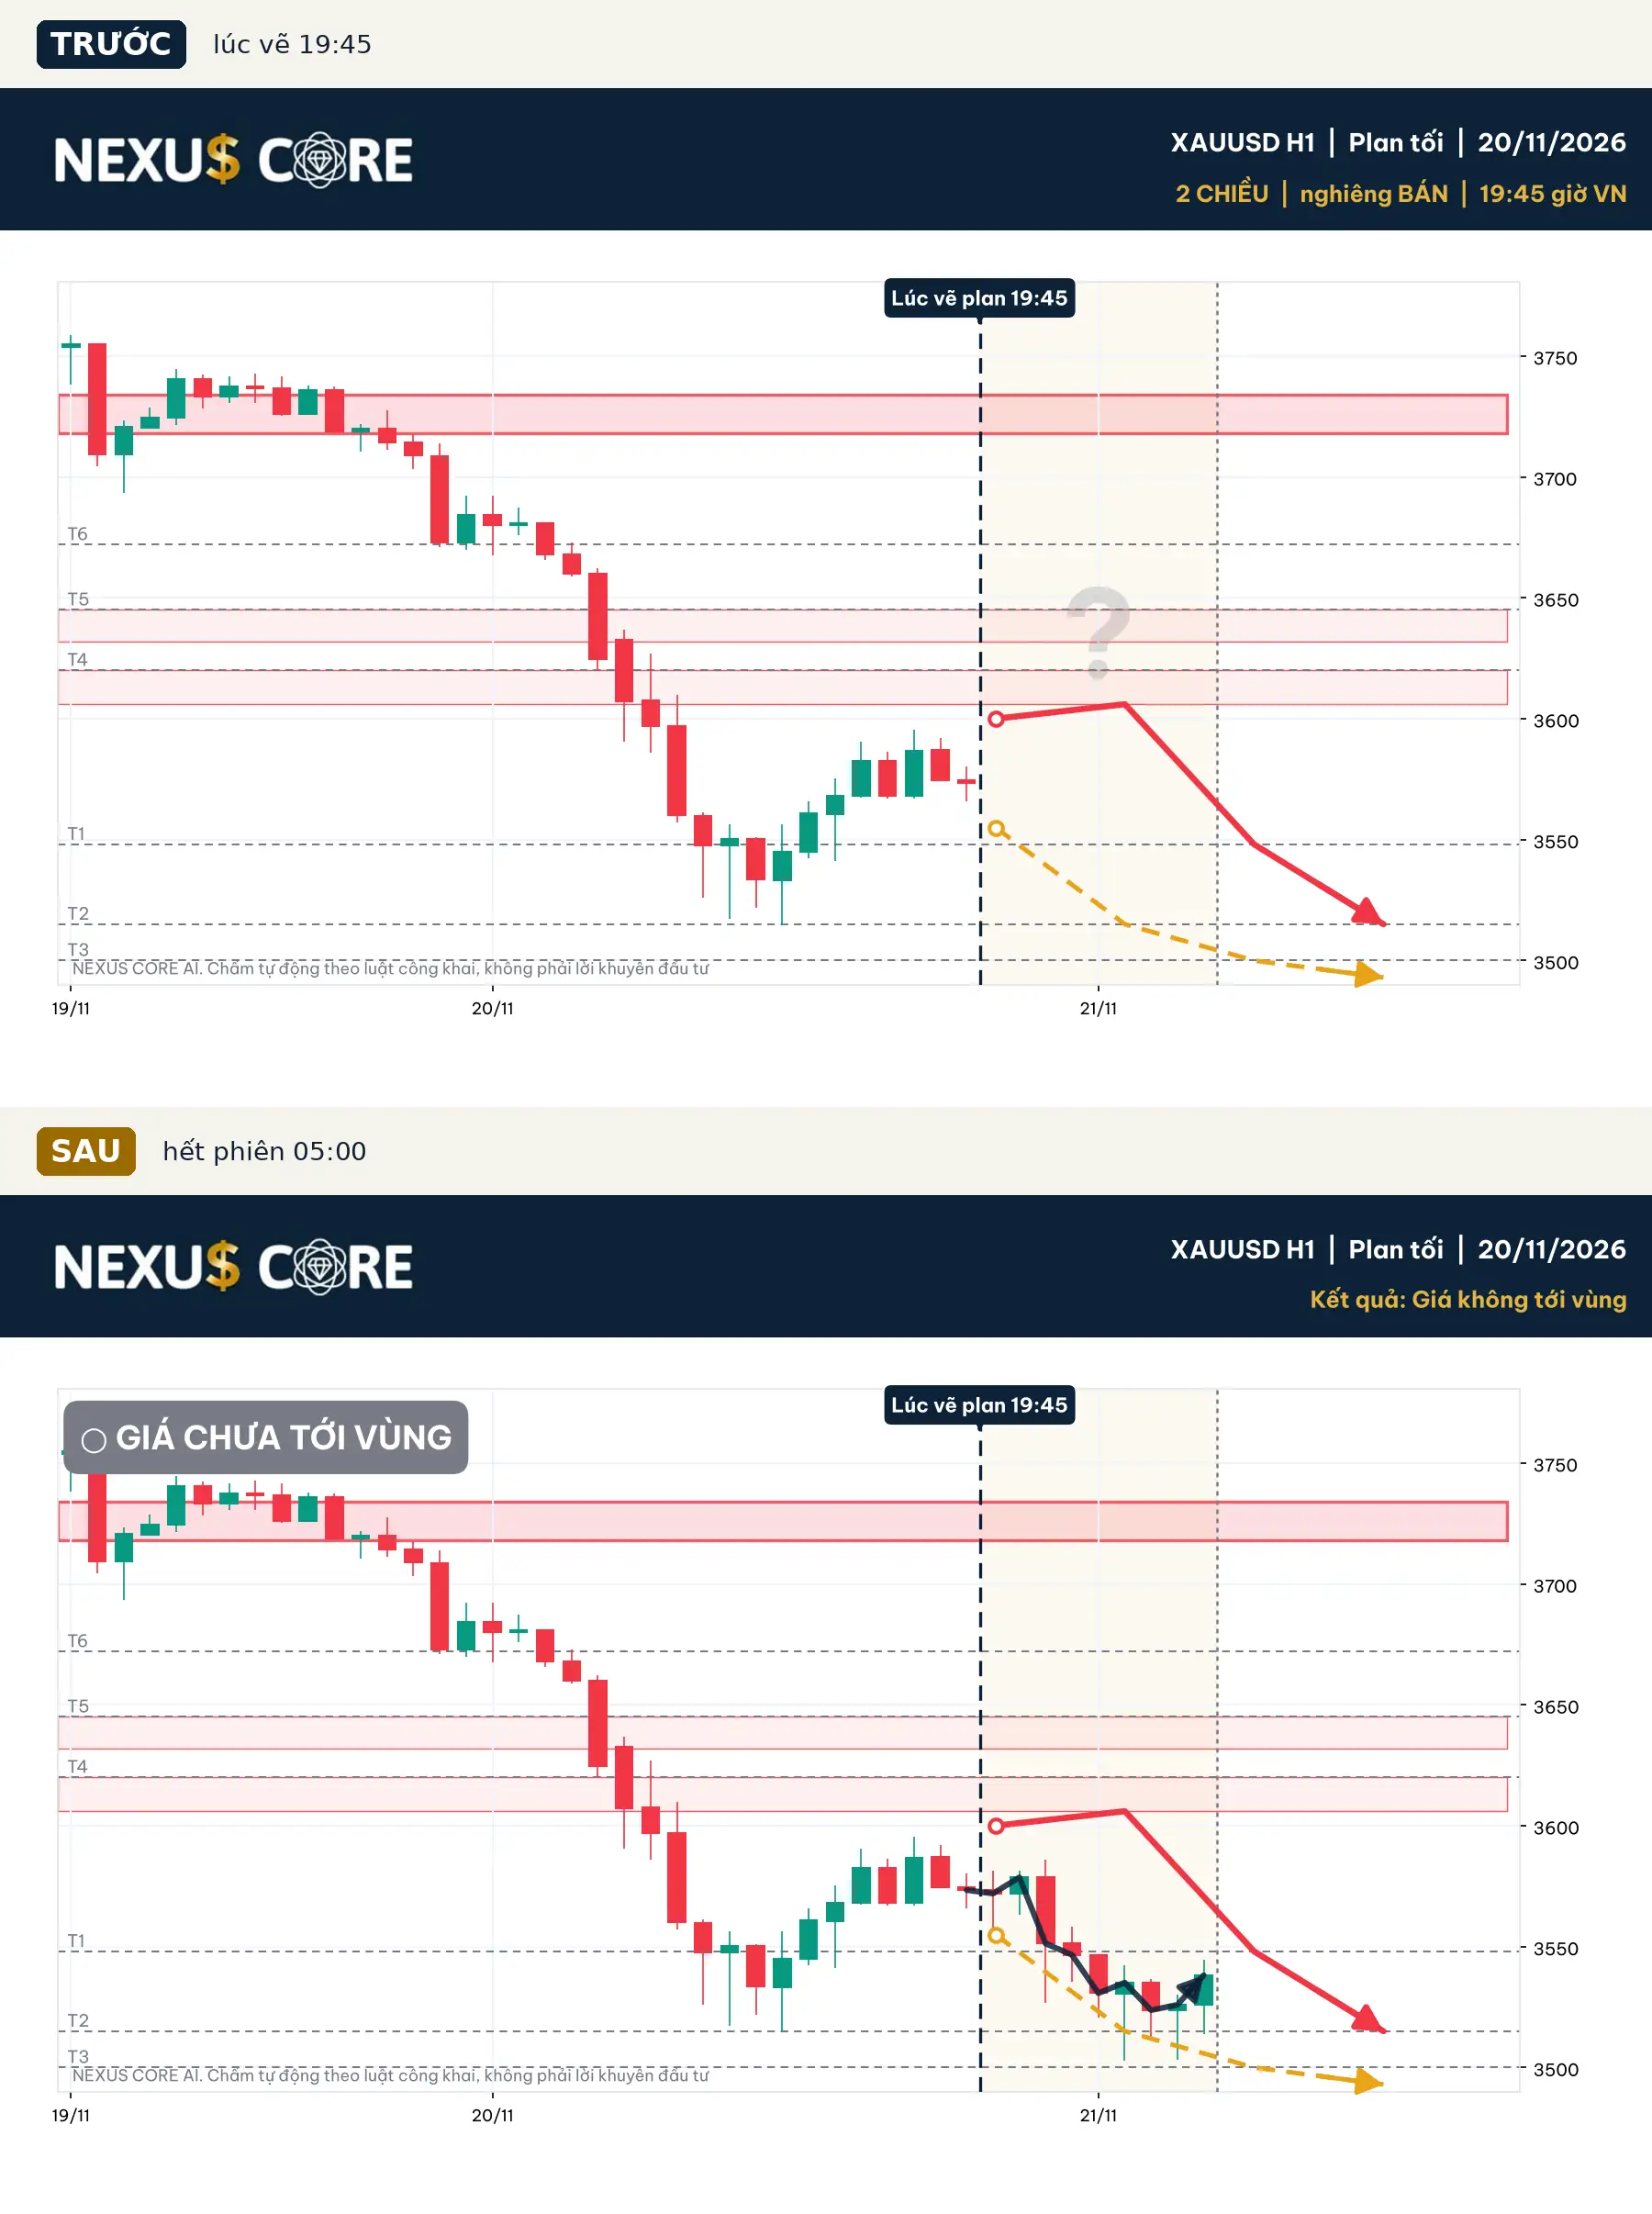 TRƯỚC lúc vẽ 19:45
NEXU$ CORE
XAUUSD H1 | Plan tối | 20/11/2026
2 CHIỀU | nghiêng BÁN | 19:45 giờ VN
Lúc vẽ plan 19:45
3750
3700
T6
3650
T5
?
T4
3600
T1
3550
T2
T3
3500
NEXUS CORE AI. Chấm tự động theo luật công khai, không phải lời khuyên đầu tư
19/11 20/11 21/11
SAU hết phiên 05:00
NEXU$ CORE
XAUUSD H1 | Plan tối | 20/11/2026
Kết quả: Giá không tới vùng
Lúc vẽ plan 19:45
○ GIÁ CHƯA TỚI VÙNG
3750
3700
T6
3650
T5
T4
3600
T1
3550
T2
T3
3500
NEXUS CORE AI. Chấm tự động theo luật công khai, không phải lời khuyên đầu tư
19/11 20/11 21/11